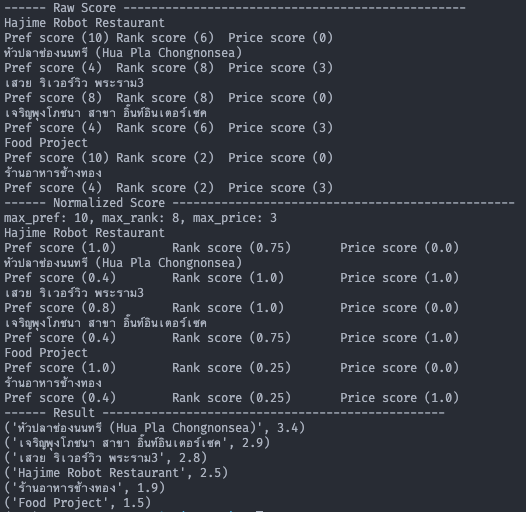 ------ Raw Score -------------------------------------------------
Hajime Robot Restaurant
Pref score (10) Rank score (6)  Price score (0)
หัวปลาช่องนนทรี (Hua Pla Chongnonsea)
Pref score (4)  Rank score (8)  Price score (3)
เสวย ริเวอร์วิว พระราม3
Pref score (8)  Rank score (8)  Price score (0)
เจริญพุงโภชนา สาขา อิ็นท์อินเตอร์เซค
Pref score (4)  Rank score (6)  Price score (3)
Food Project
Pref score (10) Rank score (2)  Price score (0)
ร้านอาหารช้างทอง
Pref score (4)  Rank score (2)  Price score (3)
------ Normalized Score -------------------------------------------------
max_pref: 10, max_rank: 8, max_price: 3
Hajime Robot Restaurant
Pref score (1.0)        Rank score (0.75)       Price score (0.0)
หัวปลาช่องนนทรี (Hua Pla Chongnonsea)
Pref score (0.4)        Rank score (1.0)        Price score (1.0)
เสวย ริเวอร์วิว พระราม3
Pref score (0.8)        Rank score (1.0)        Price score (0.0)
เจริญพุงโภชนา สาขา อิ็นท์อินเตอร์เซค
Pref score (0.4)        Rank score (0.75)       Price score (1.0)
Food Project
Pref score (1.0)        Rank score (0.25)       Price score (0.0)
ร้านอาหารช้างทอง
Pref score (0.4)        Rank score (0.25)       Price score (1.0)
------ Result -------------------------------------------------
('หัวปลาช่องนนทรี (Hua Pla Chongnonsea)', 3.4)
('เจริญพุงโภชนา สาขา อิ็นท์อินเตอร์เซค', 2.9)
('เสวย ริเวอร์วิว พระราม3', 2.8)
('Hajime Robot Restaurant', 2.5)
('ร้านอาหารช้างทอง', 1.9)
('Food Project', 1.5)